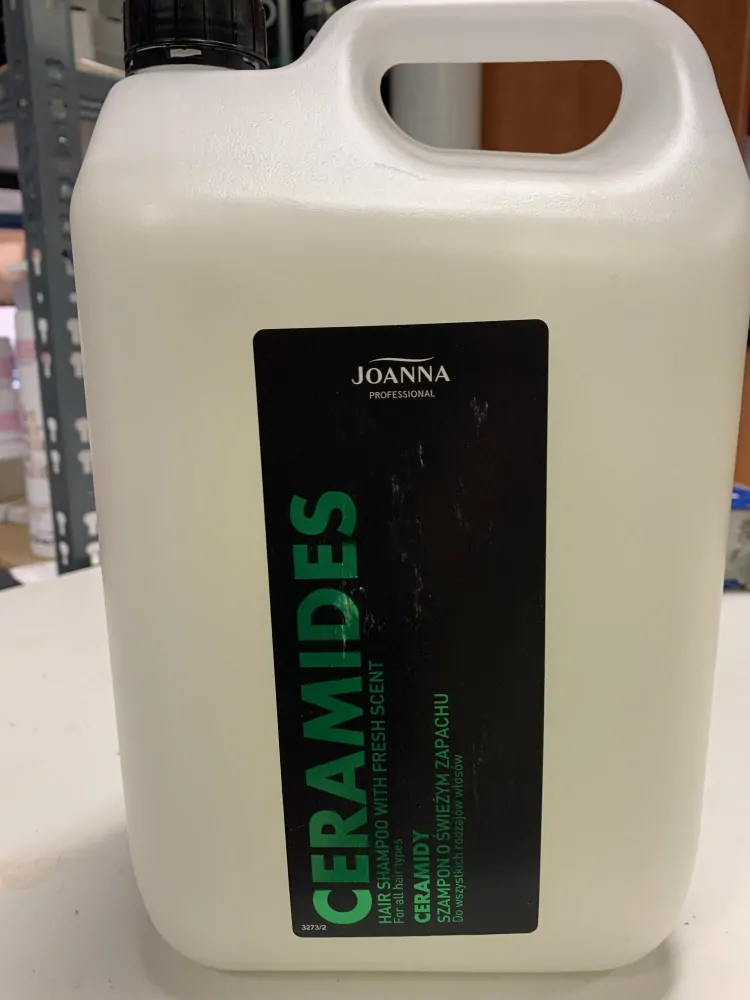 JOANNA
PROFESSIONAL
CERAMIDES
HAIR SHAMPOO WITH FRESH SCENT
For all hair types
CERAMIDY
SZAMPON O ŚWIEŻYM ZAPACHU
Do wszystkich rodzajów włosów
3273/2